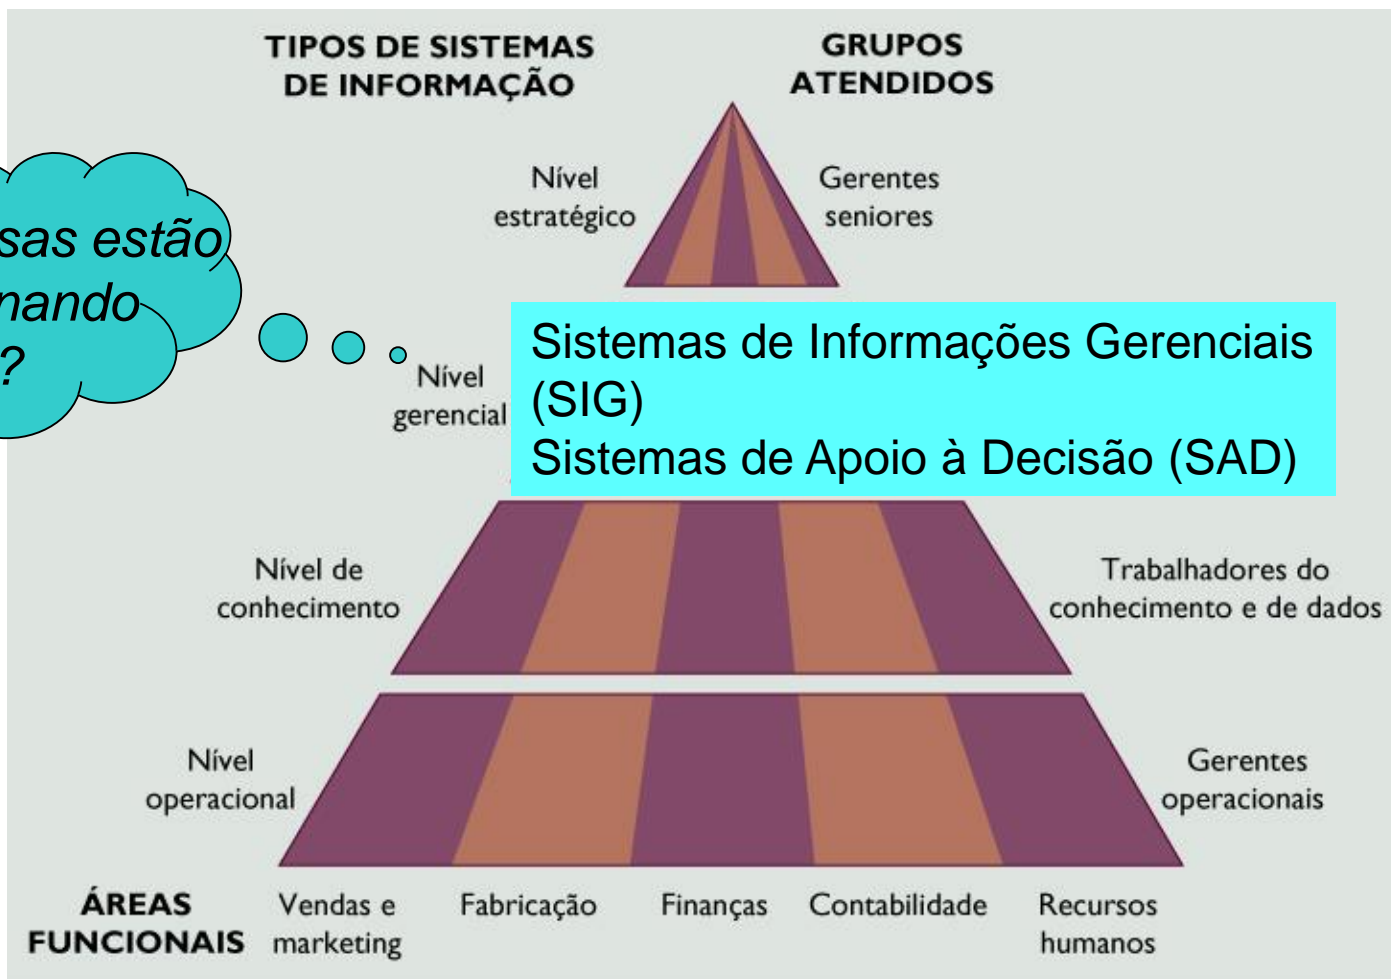 TIPOS DE SISTEMAS
DE INFORMAÇÃO
GRUPOS
ATENDIDOS
Nível
estratégico
Gerentes
seniores
sas estão
nando
?
Nível
gerencial
Sistemas de Informações Gerenciais
(SIG)
Sistemas de Apoio à Decisão (SAD)
Nível de
conhecimento
Trabalhadores do
conhecimento e de dados
Nível
operacional
Gerentes
operacionais
ÁREAS
FUNCIONAIS
Vendas e
marketing
Fabricação
Finanças
Contabilidade
Recursos
humanos